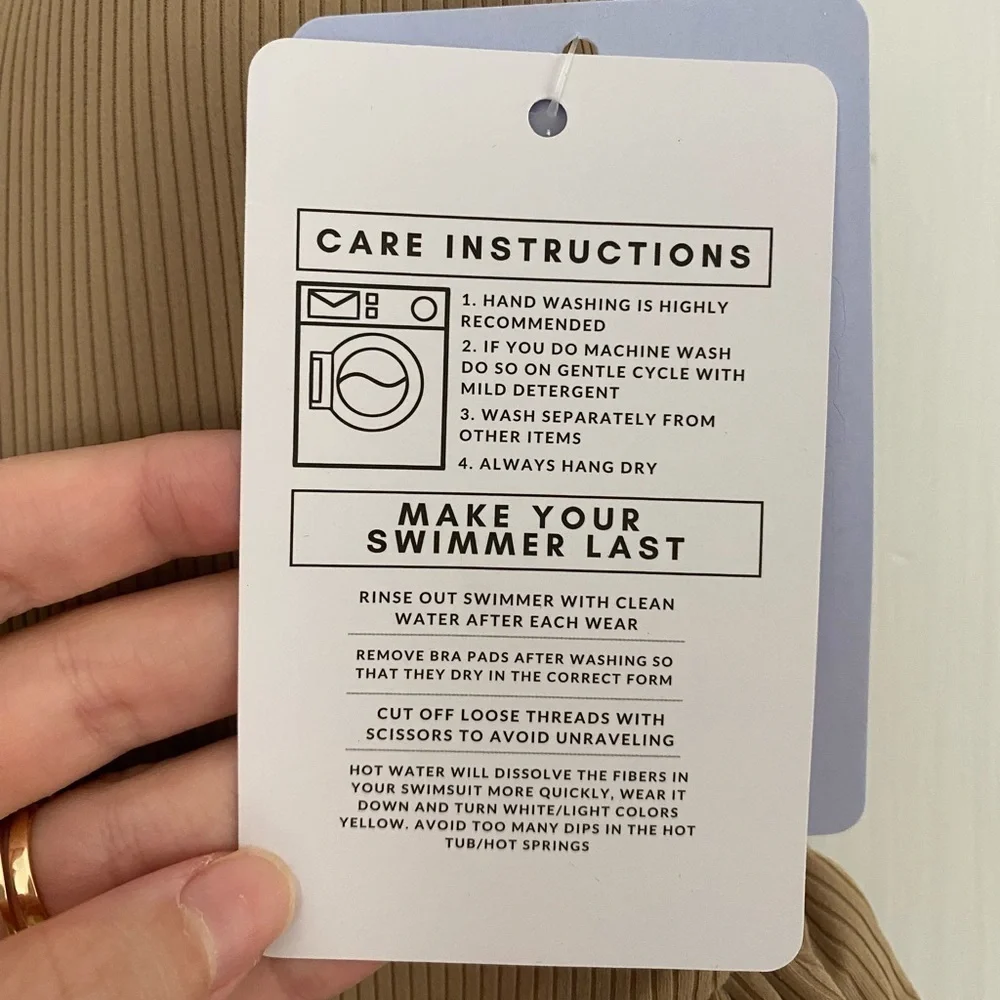 CARE INSTRUCTIONS
1. HAND WASHING IS HIGHLY
RECOMMENDED
2. IF YOU DO MACHINE WASH
DO SO ON GENTLE CYCLE WITH
MILD DETERGENT
3. WASH SEPARATELY FROM
OTHER ITEMS
4. ALWAYS HANG DRY
MAKE YOUR
SWIMMER LAST
RINSE OUT SWIMMER WITH CLEAN
WATER AFTER EACH WEAR
REMOVE BRA PADS AFTER WASHING SO
THAT THEY DRY IN THE CORRECT FORM
CUT OFF LOOSE THREADS WITH
SCISSORS TO AVOID UNRAVELING
HOT WATER WILL DISSOLVE THE FIBERS IN
YOUR SWIMSUIT MORE QUICKLY, WEAR IT
DOWN AND TURN WHITE/LIGHT COLORS
YELLOW. AVOID TOO MANY DIPS IN THE HOT
TUB/HOT SPRINGS